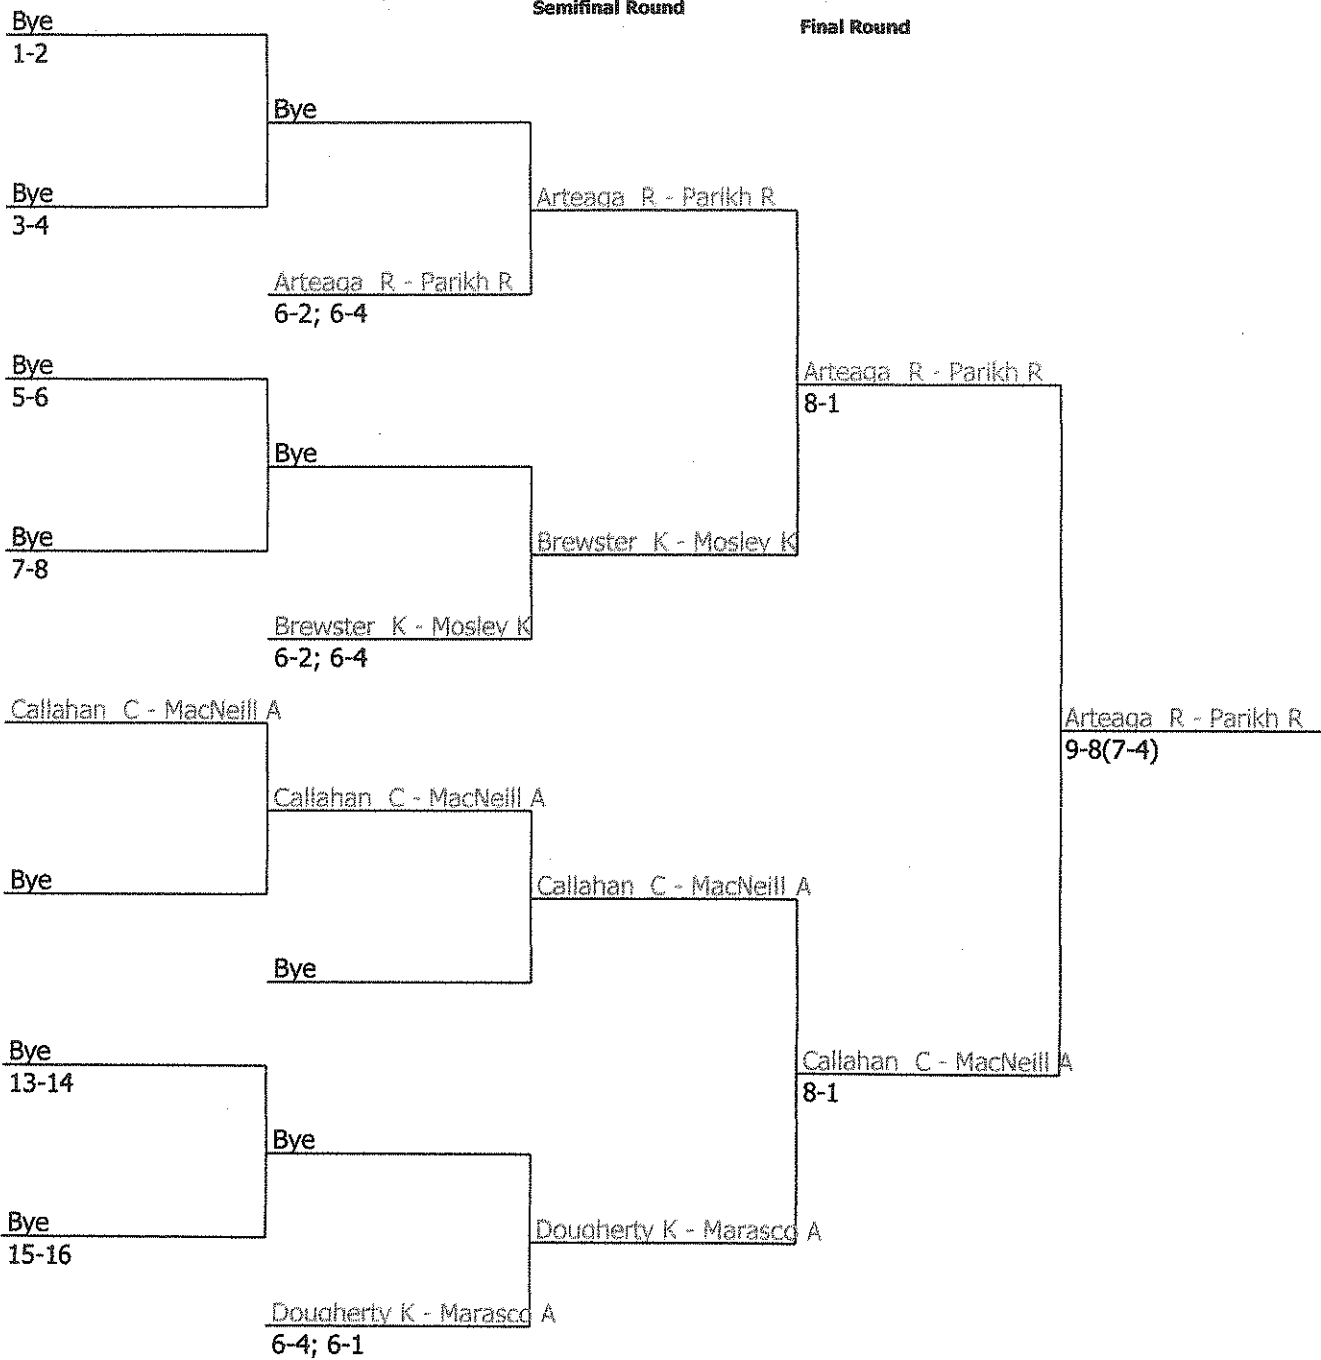 Semifinal Round
Final Round
Bye
1-2
Bye
Bye
3-4
Arteaga R - Parikh R
Arteaga R - Parikh R
6-2; 6-4
Bye
5-6
Arteaga R - Parikh R
8-1
Bye
Bye
7-8
Brewster K - Mosley K
Brewster K - Mosley K
6-2; 6-4
Callahan C - MacNeill A
Arteaga R - Parikh R
9-8(7-4)
Callahan C - MacNeill A
Bye
Callahan C - MacNeill A
Bye
Bye
13-14
Callahan C - MacNeill A
8-1
Bye
Bye
15-16
Dougherty K - Marasco A
Dougherty K - Marasco A
6-4; 6-1